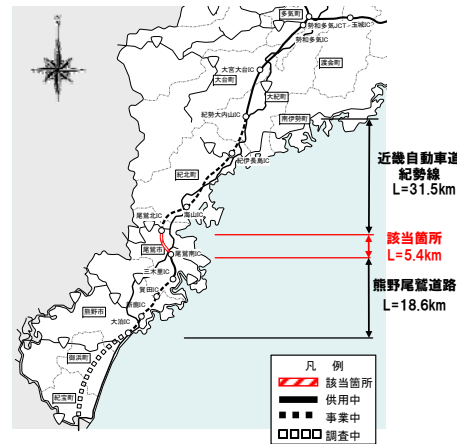 多気町
勢和多気JCT
玉城IC
勢和多気IC
度会町
大宮大台IC
大台町
大紀町
紀勢大内山IC
南伊勢町
紀伊長島IC
近畿自動車道
紀勢線
L=31.5km
紀北町
海山IC
尾鷲北IC
該当箇所
L=5.4km
尾鷲市
尾鷲南IC
三木里IC
賀田IC
熊野尾鷲道路
L=18.6km
新鹿IC
熊野市
大泊IC
御浜町
紀宝町
凡 例
該当箇所
供用中
事業中
調査中